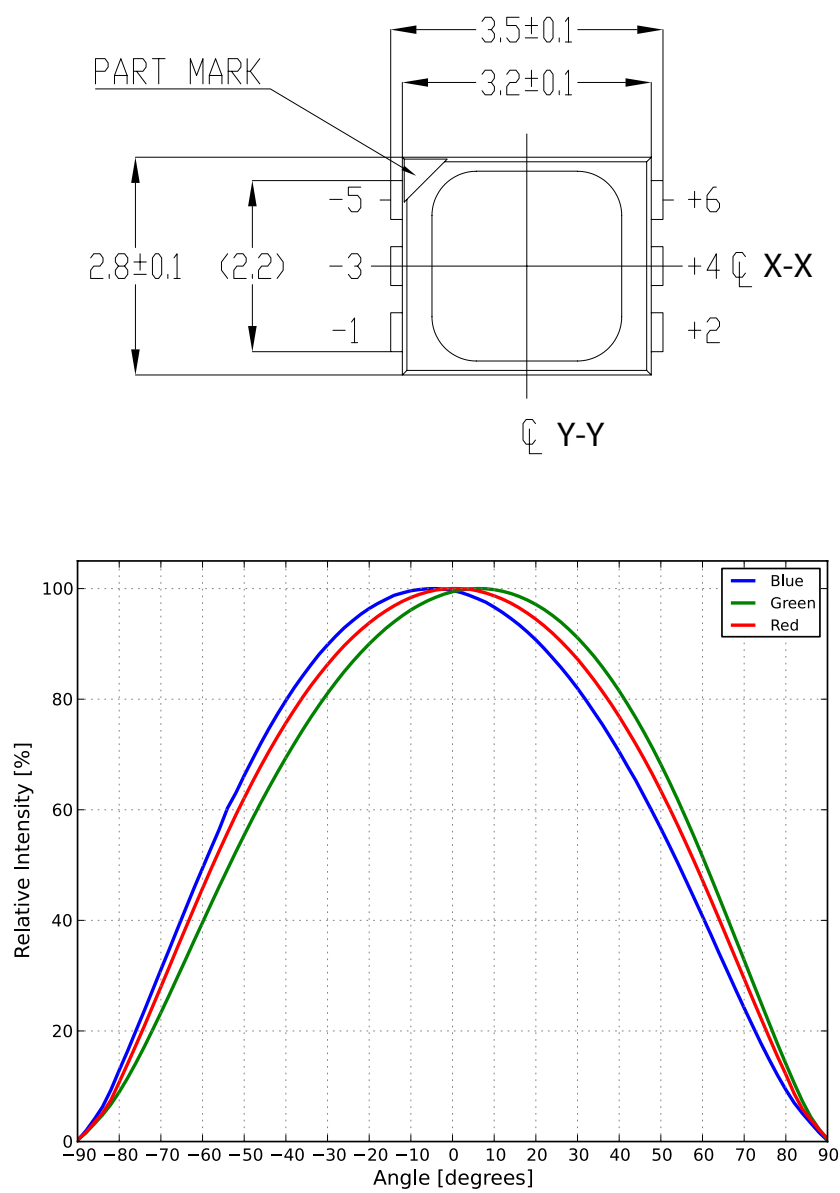 3.5±0.1
PART MARK
3.2±0.1
-5
+6
2.8±0.1
(2.2)
-3
+4 ℄ X-X
-1
+2
℄ Y-Y
Blue
Green
Red
100
80
60
40
20
0
Relative Intensity [%]
−90 −80 −70 −60 −50 −40 −30 −20 −10 0 10 20 30 40 50 60 70 80 90
Angle [degrees]